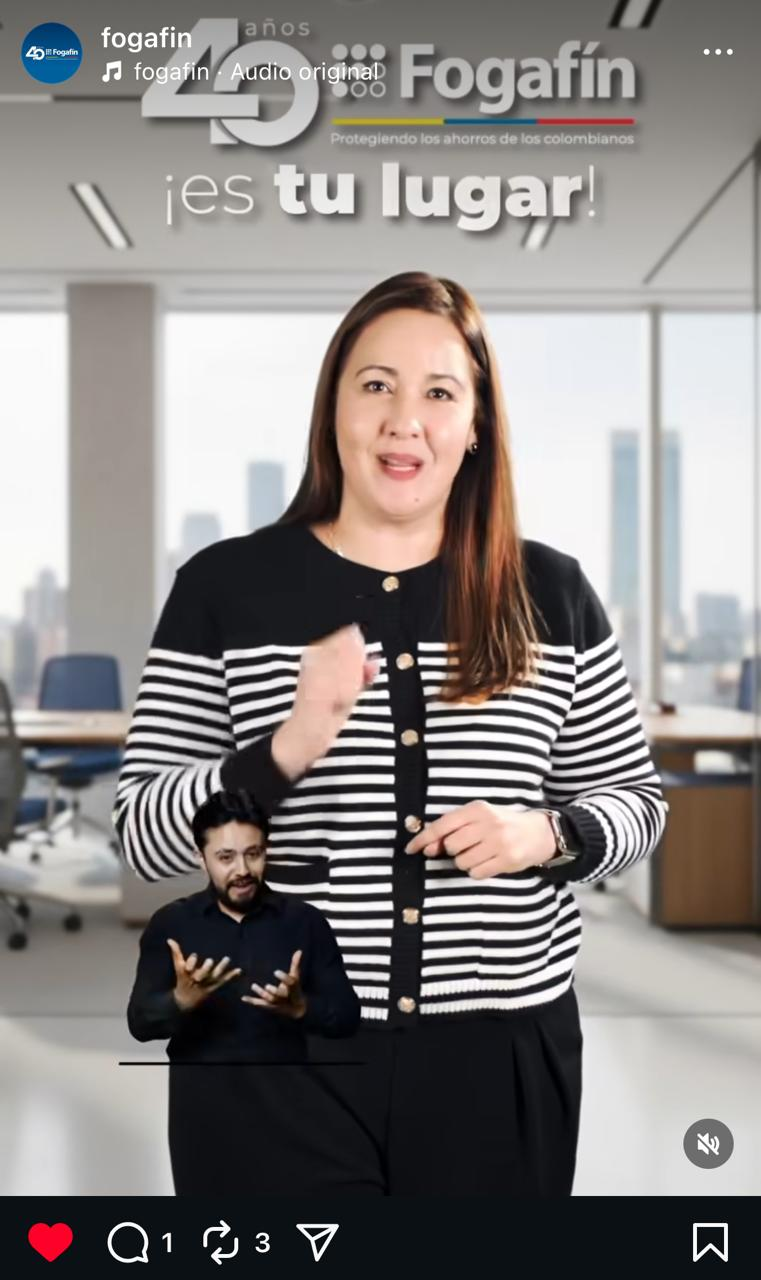 fogafin
fogafin · Audio original
40 años
Fogafín
Protegiendo los ahorros de los colombianos
¡es tu lugar!
1
3